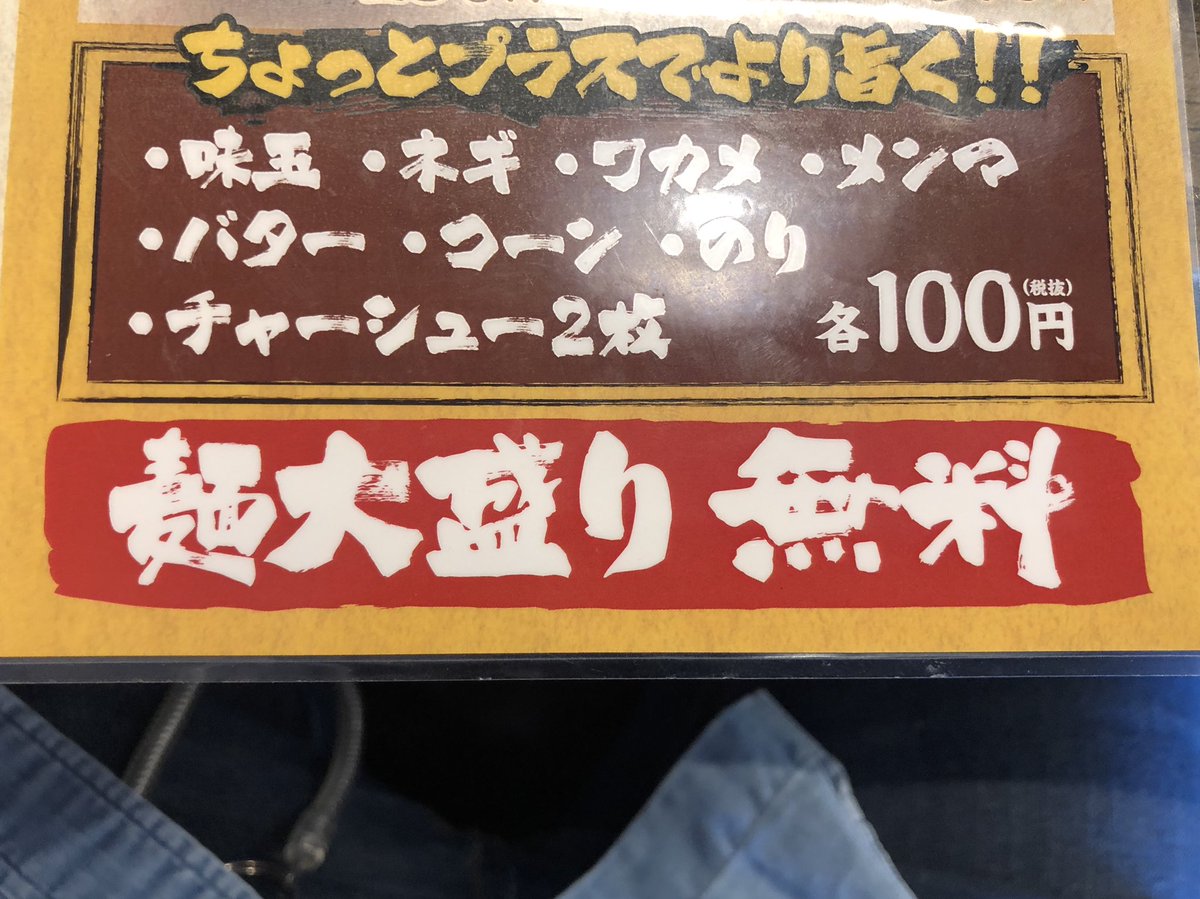 ちょっとプラスでより旨く!!
・味玉 ・ネギ ・ワカメ ・メンマ
・バター ・コーン ・のり
・チャーシュー2枚 各100円(税抜)
麺大盛り 無料